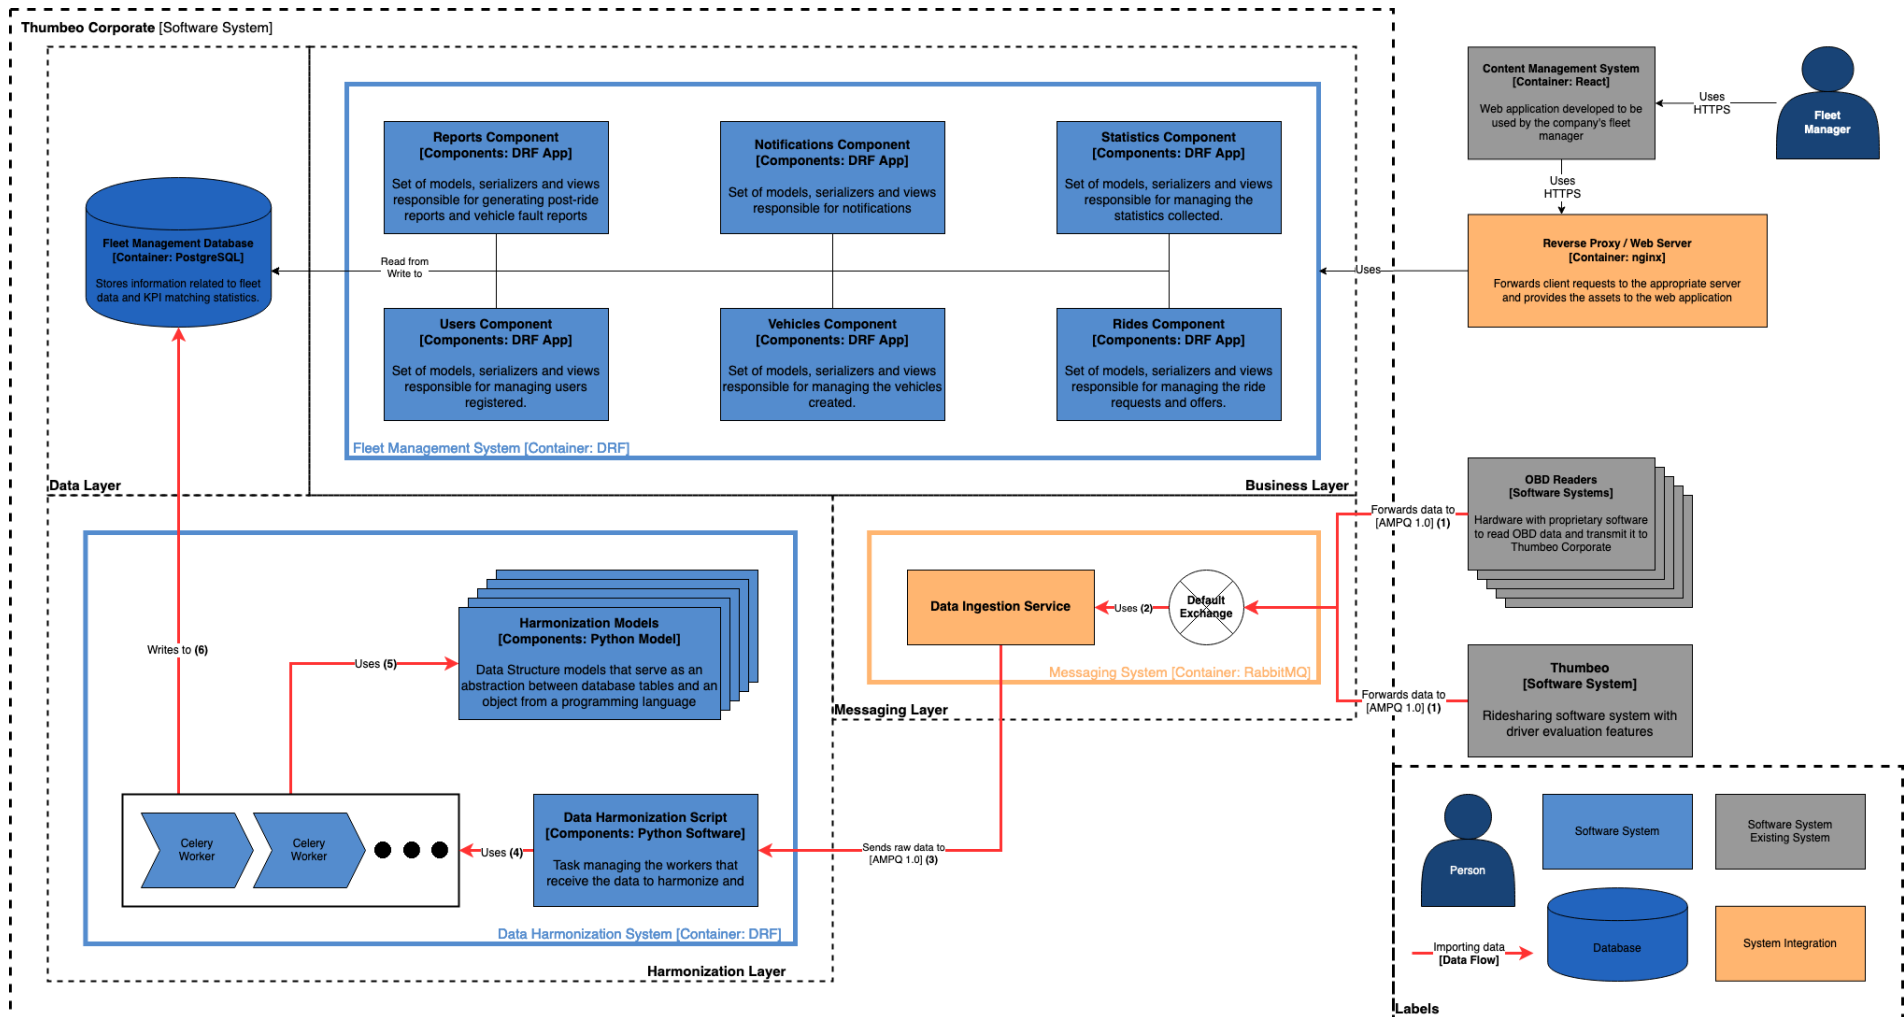 Thumbeo Corporate [Software System]
Fleet Management Database
[Container: PostgreSQL]
Stores information related to fleet
data and KPI matching statistics.
Data Layer
Reports Component
[Components: DRF App]
Set of models, serializers and views
responsible for generating post-ride
reports and vehicle fault reports
Notifications Component
[Components: DRF App]
Set of models, serializers and views
responsible for notifications
Statistics Component
[Components: DRF App]
Set of models, serializers and views
responsible for managing the
statistics collected.
Read from
Write to
Users Component
[Components: DRF App]
Set of models, serializers and views
responsible for managing users
registered.
Vehicles Component
[Components: DRF App]
Set of models, serializers and views
responsible for managing the vehicles
created.
Rides Component
[Components: DRF App]
Set of models, serializers and views
responsible for managing the ride
requests and offers.
Fleet Management System [Container: DRF]
Business Layer
Content Management System
[Container: React]
Web application developed to be
used by the company's fleet
manager
Uses
HTTPS
Fleet
Manager
Uses
HTTPS
Reverse Proxy / Web Server
[Container: nginx]
Forwards client requests to the appropriate server
and provides the assets to the web application
Uses
OBD Readers
[Software Systems]
Hardware with proprietary software
to read OBD data and transmit it to
Thumbeo Corporate
Forwards data to
[AMPQ 1.0] (1)
Thumbeo
[Software System]
Ridesharing software system with
driver evaluation features
Forwards data to
[AMPQ 1.0] (1)
Default
Exchange
Uses (2)
Data Ingestion Service
Messaging System [Container: RabbitMQ]
Messaging Layer
Sends raw data to
[AMPQ 1.0] (3)
Harmonization Models
[Components: Python Model]
Data Structure models that serve as an
abstraction between database tables and an
object from a programming language
Writes to (6)
Uses (5)
Celery
Worker
Celery
Worker
Uses (4)
Data Harmonization Script
[Components: Python Software]
Task managing the workers that
receive the data to harmonize and
Data Harmonization System [Container: DRF]
Harmonization Layer
Person
Software System
Software System
Existing System
Importing data
[Data Flow]
Database
System Integration
Labels